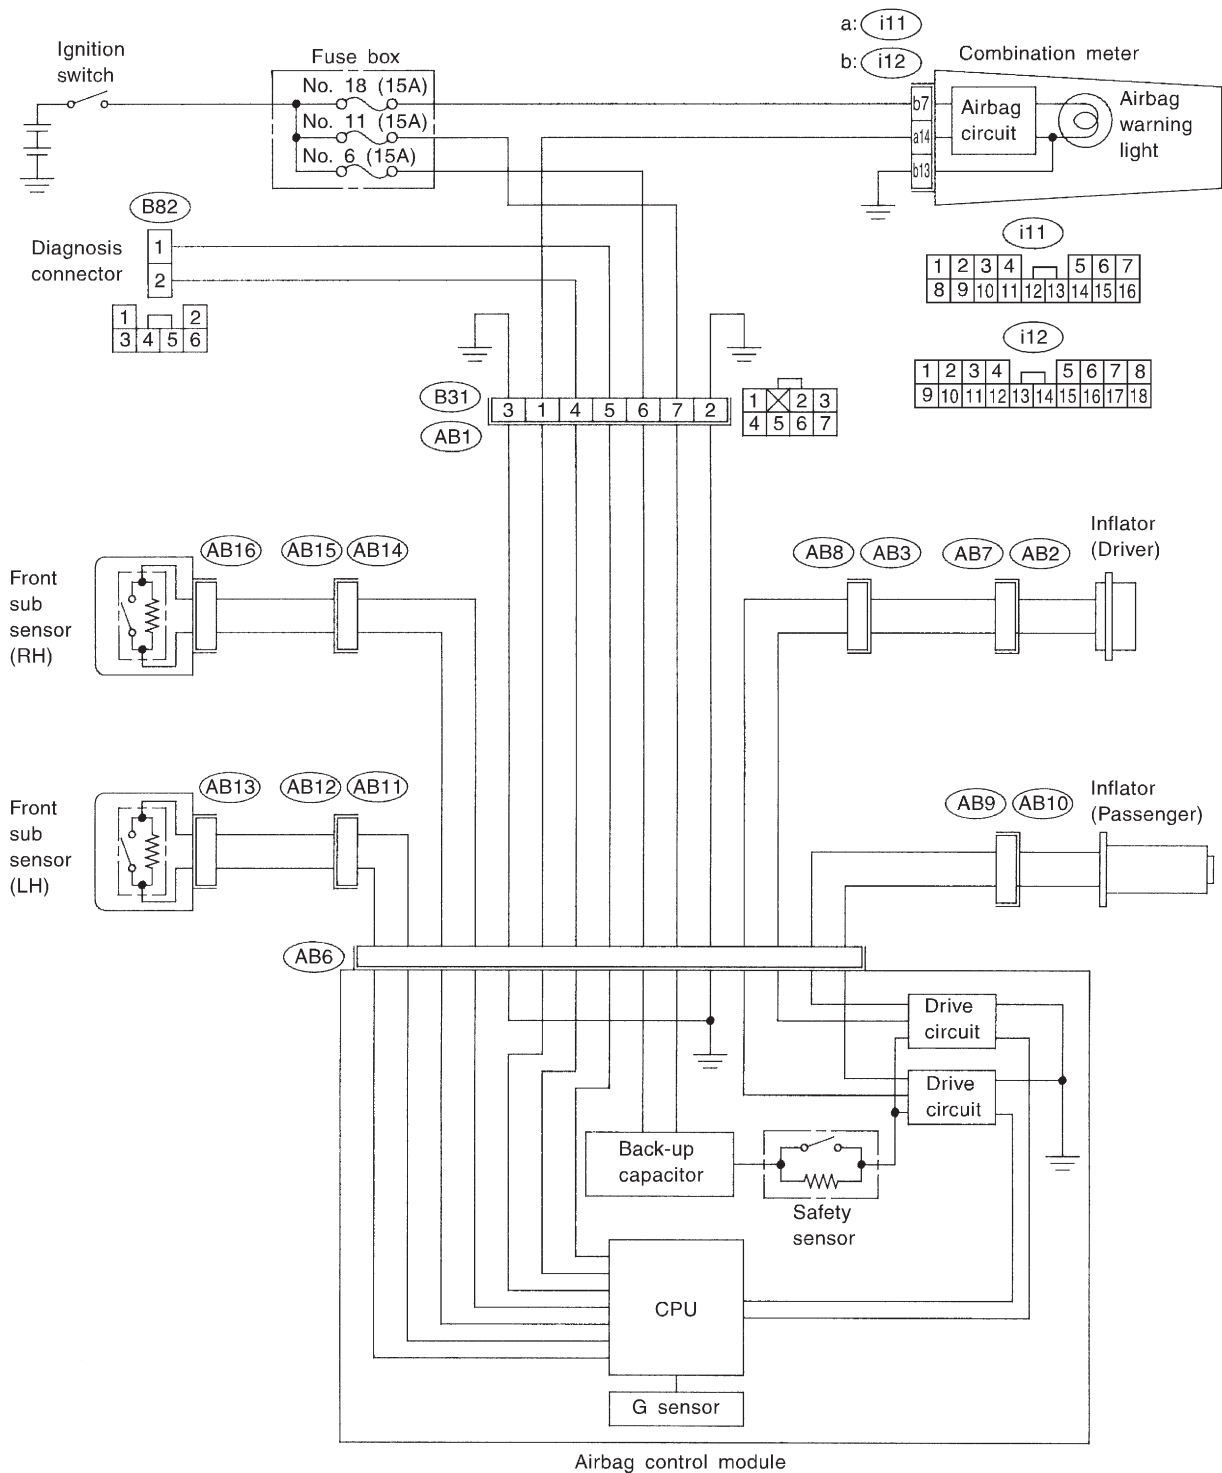 a: i11
b: i12
Ignition
switch
Fuse box
No. 18 (15A)
No. 11 (15A)
No. 6 (15A)
Combination meter
b7
a14
b13
Airbag
circuit
Airbag
warning
light
B82
Diagnosis
connector
1
2
1 2
3 4 5 6
i11
1 2 3 4 5 6 7
8 9 10 11 12 13 14 15 16
i12
1 2 3 4 5 6 7 8
9 10 11 12 13 14 15 16 17 18
B31
AB1
3 1 4 5 6 7 2
1 2 3
4 5 6 7
Front
sub
sensor
(RH)
AB16 AB15 AB14
AB8 AB3 AB7 AB2
Inflator
(Driver)
Front
sub
sensor
(LH)
AB13 AB12 AB11
AB9 AB10
Inflator
(Passenger)
AB6
Drive
circuit
Drive
circuit
Back-up
capacitor
Safety
sensor
CPU
G sensor
Airbag control module